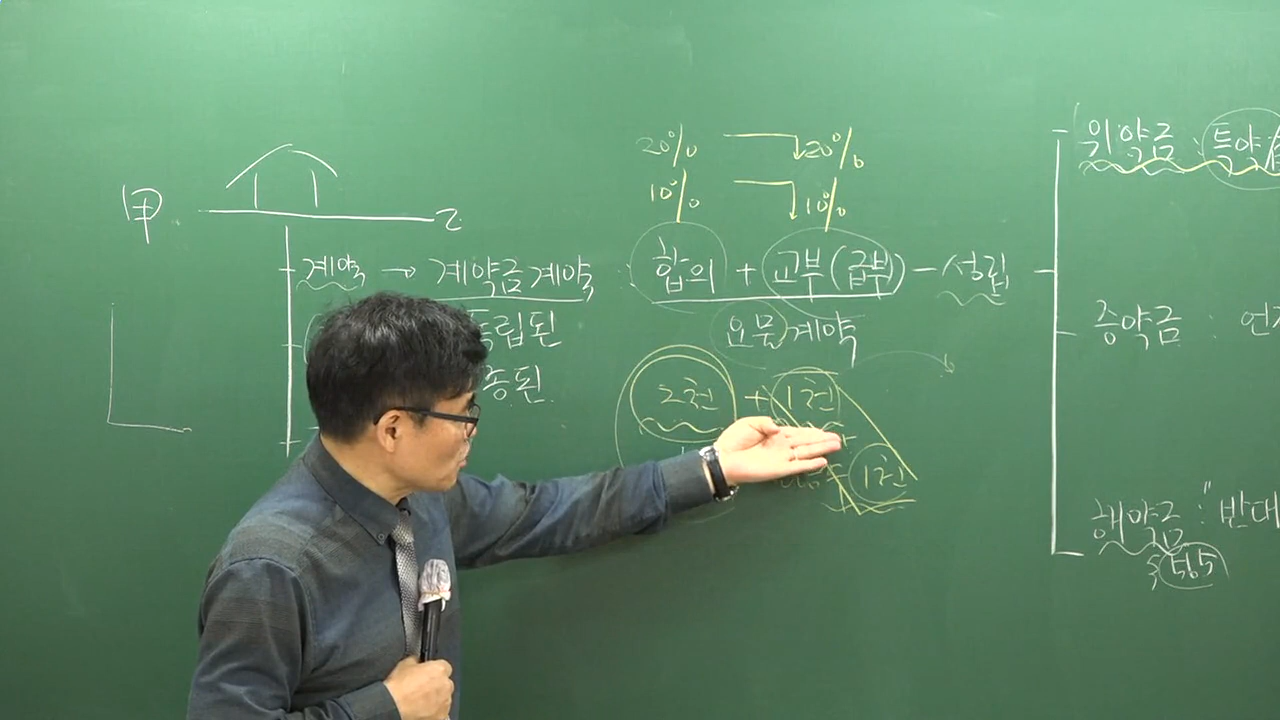 20% 20%
10% 10%
甲 乙
계약 → 계약금계약 : 합의 + 교부(급부) - 성립
요물계약
독립된
종된
2천 + 1천
1천
위약금 : 특약
증약금 :
해약금 : "반대
565